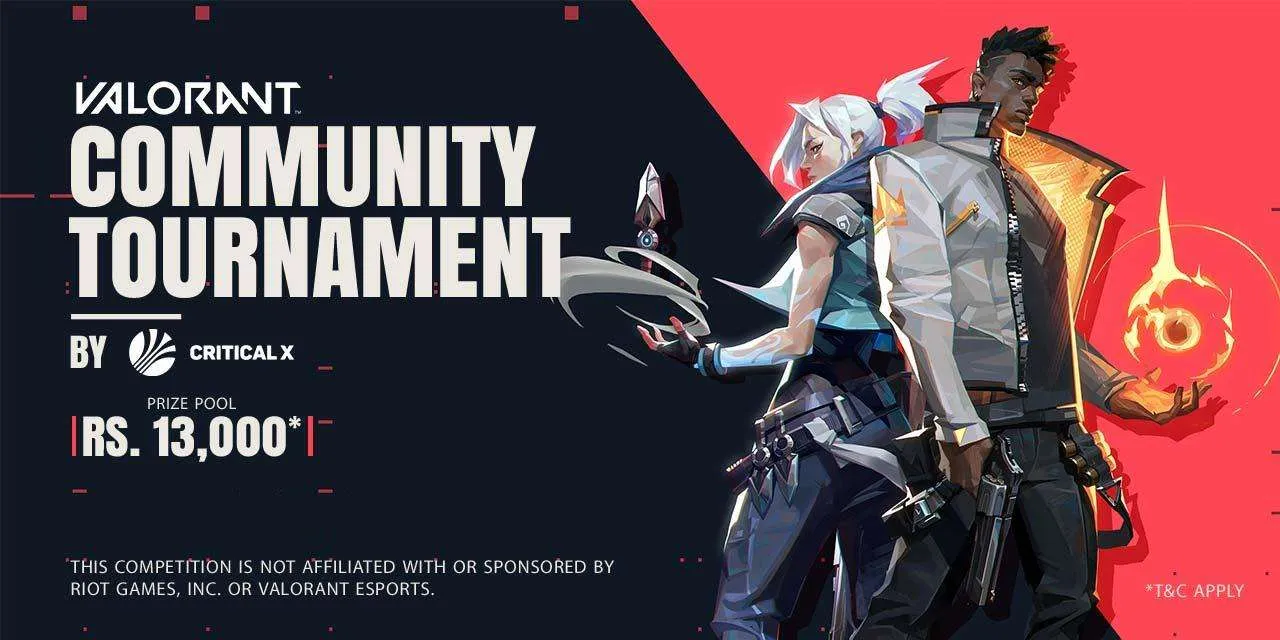 VALORANT™
COMMUNITY
TOURNAMENT
BY CRITICAL X
PRIZE POOL
RS. 13,000*
THIS COMPETITION IS NOT AFFILIATED WITH OR SPONSORED BY
RIOT GAMES, INC. OR VALORANT ESPORTS.
*T&C APPLY